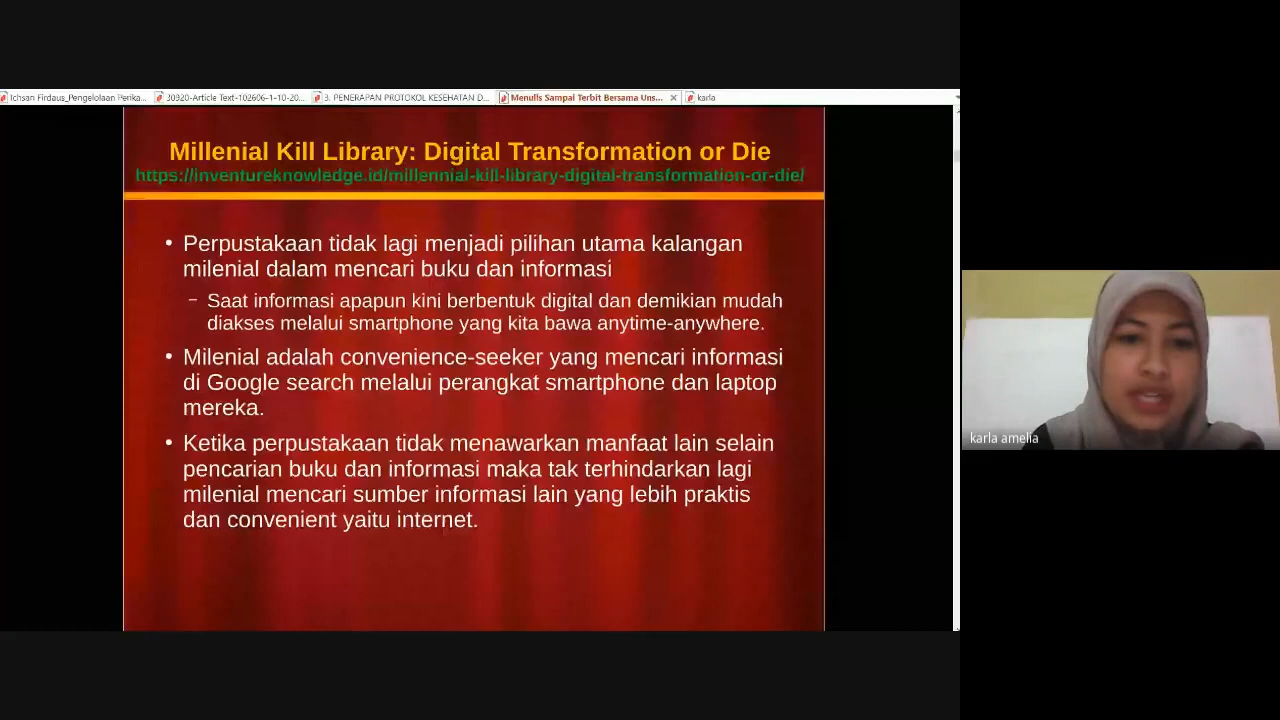 Ichsan Firdaus_Pengelolaan Perika...
30920-Article Text-102606-1-10-20...
3. PENERAPAN PROTOKOL KESEHATAN D...
Menulis Sampai Terbit Bersama Uns...
karla
Millenial Kill Library: Digital Transformation or Die
https://inventureknowledge.id/millennial-kill-library-digital-transformation-or-die/
• Perpustakaan tidak lagi menjadi pilihan utama kalangan
milenial dalam mencari buku dan informasi
– Saat informasi apapun kini berbentuk digital dan demikian mudah
diakses melalui smartphone yang kita bawa anytime-anywhere.
• Milenial adalah convenience-seeker yang mencari informasi
di Google search melalui perangkat smartphone dan laptop
mereka.
• Ketika perpustakaan tidak menawarkan manfaat lain selain
pencarian buku dan informasi maka tak terhindarkan lagi
milenial mencari sumber informasi lain yang lebih praktis
dan convenient yaitu internet.
karla amelia